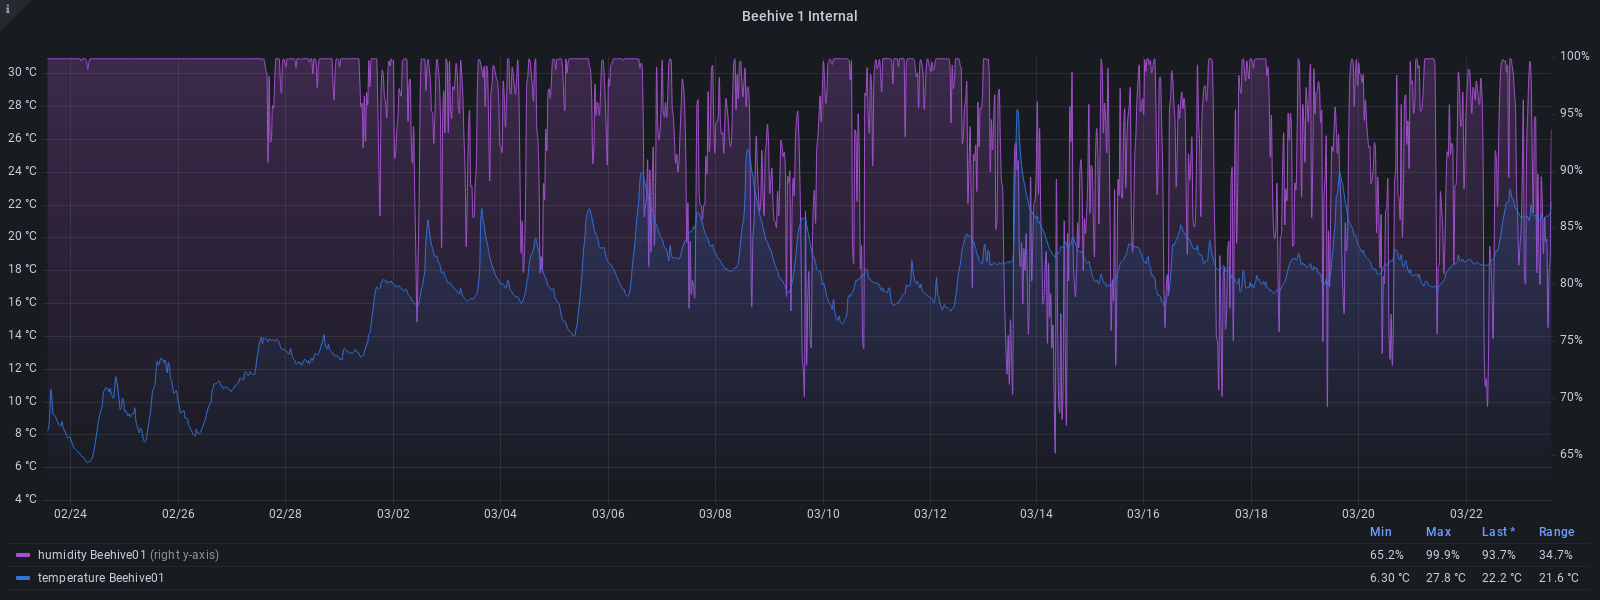 i
Beehive 1 Internal
30 °C
28 °C
26 °C
24 °C
22 °C
20 °C
18 °C
16 °C
14 °C
12 °C
10 °C
8 °C
6 °C
4 °C
100%
95%
90%
85%
80%
75%
70%
65%
02/24 02/26 02/28 03/02 03/04 03/06 03/08 03/10 03/12 03/14 03/16 03/18 03/20 03/22
Min Max Last * Range
humidity Beehive01 (right y-axis) 65.2% 99.9% 93.7% 34.7%
temperature Beehive01 6.30 °C 27.8 °C 22.2 °C 21.6 °C